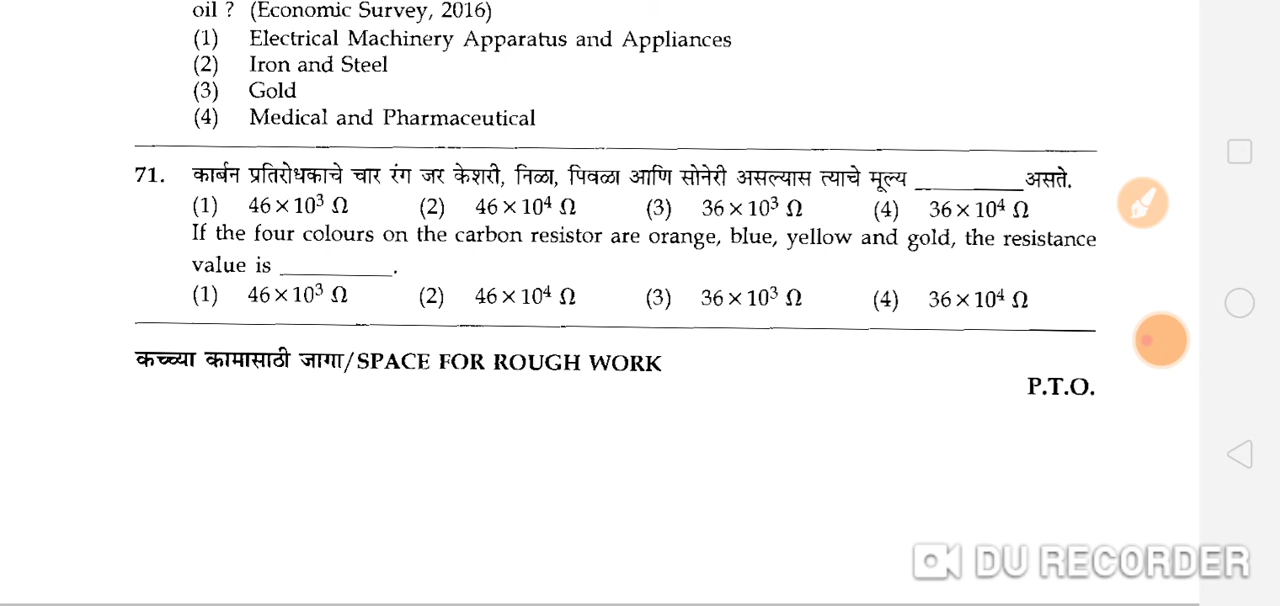 oil ? (Economic Survey, 2016)
(1) Electrical Machinery Apparatus and Appliances
(2) Iron and Steel
(3) Gold
(4) Medical and Pharmaceutical
71. कार्बन प्रतिरोधकाचे चार रंग जर केशरी, निळा, पिवळा आणि सोनेरी असल्यास त्याचे मूल्य ________ असते.
(1) 46 × 10³ Ω (2) 46 × 10⁴ Ω (3) 36 × 10³ Ω (4) 36 × 10⁴ Ω
If the four colours on the carbon resistor are orange, blue, yellow and gold, the resistance
value is ________.
(1) 46 × 10³ Ω (2) 46 × 10⁴ Ω (3) 36 × 10³ Ω (4) 36 × 10⁴ Ω
कच्च्या कामासाठी जागा/SPACE FOR ROUGH WORK
P.T.O.
DU RECORDER